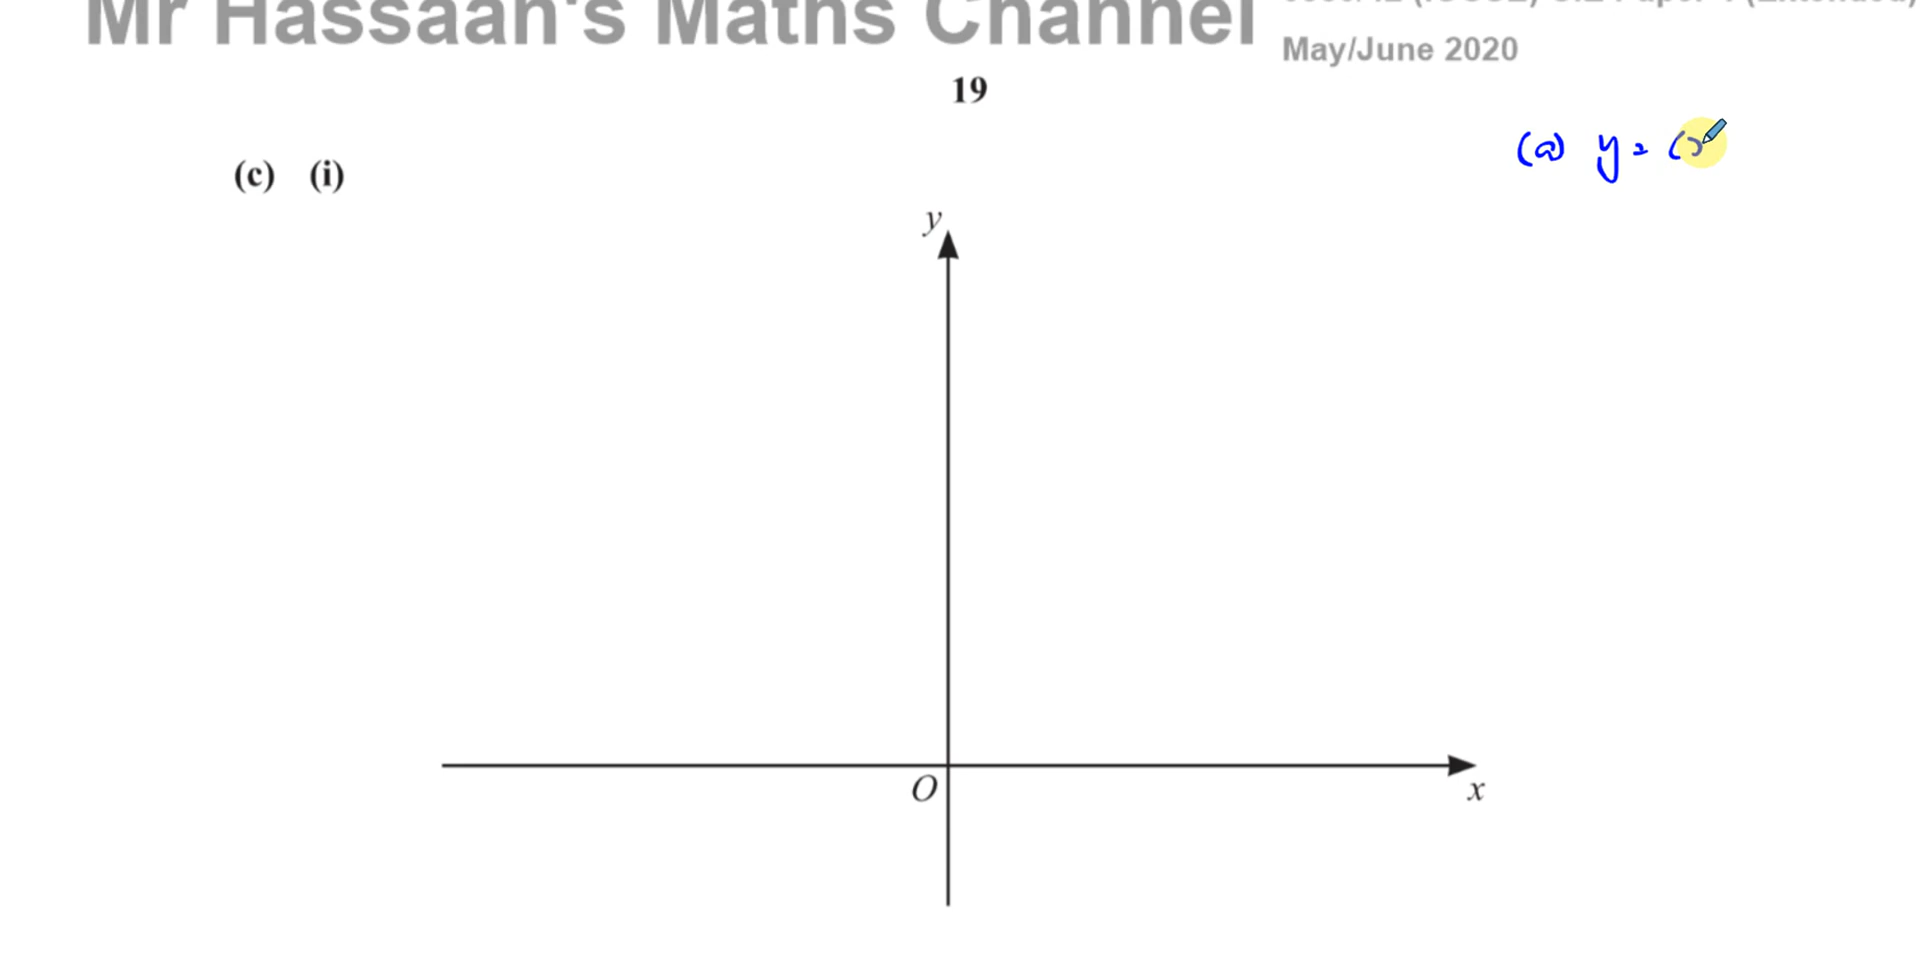 Mr Hassaan's Maths Channel
May/June 2020
19
(a) y = (
(c) (i)
y
O
x